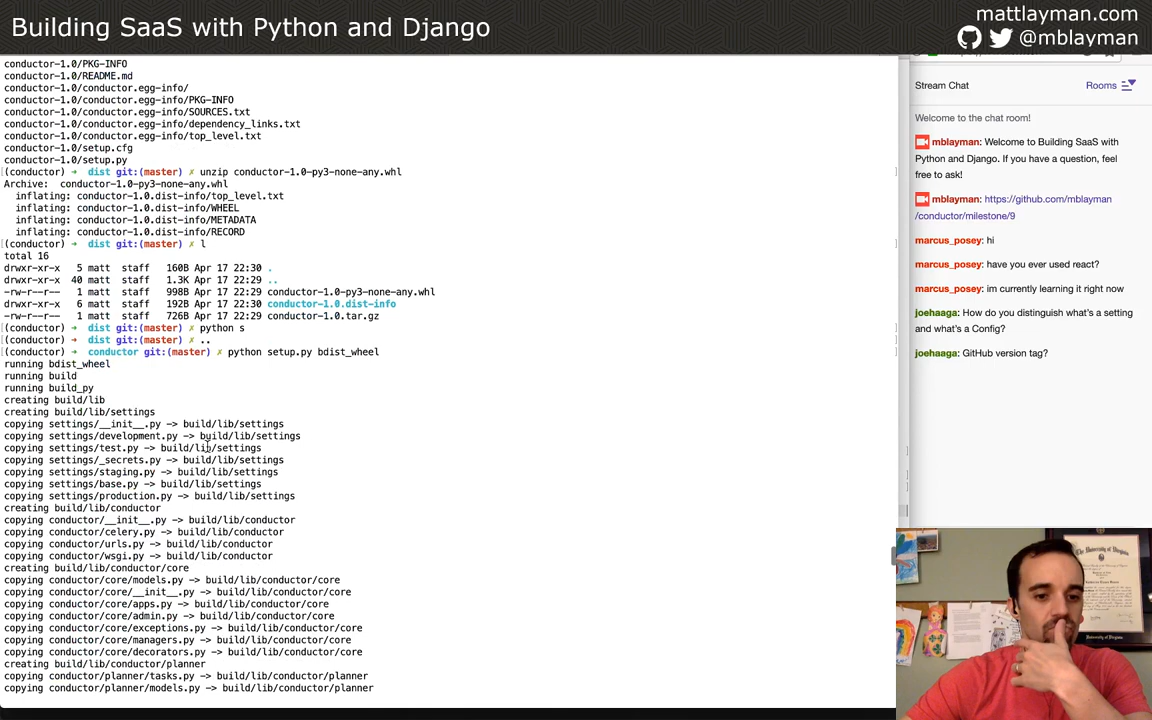 Building SaaS with Python and Django
mattlayman.com
@mblayman
conductor-1.0/PKG-INFO
conductor-1.0/README.md
conductor-1.0/conductor.egg-info/
conductor-1.0/conductor.egg-info/PKG-INFO
conductor-1.0/conductor.egg-info/SOURCES.txt
conductor-1.0/conductor.egg-info/dependency_links.txt
conductor-1.0/conductor.egg-info/top_level.txt
conductor-1.0/setup.cfg
conductor-1.0/setup.py
[(conductor) ➜  dist git:(master) ✗ unzip conductor-1.0-py3-none-any.whl ]
Archive:  conductor-1.0-py3-none-any.whl
  inflating: conductor-1.0.dist-info/top_level.txt
  inflating: conductor-1.0.dist-info/WHEEL
  inflating: conductor-1.0.dist-info/METADATA
  inflating: conductor-1.0.dist-info/RECORD
[(conductor) ➜  dist git:(master) ✗ l ]
total 16
drwxr-xr-x   5 matt  staff   160B Apr 17 22:30 .
drwxr-xr-x  40 matt  staff   1.3K Apr 17 22:29 ..
-rw-r--r--   1 matt  staff   998B Apr 17 22:29 conductor-1.0-py3-none-any.whl
drwxr-xr-x   6 matt  staff   192B Apr 17 22:30 conductor-1.0.dist-info
-rw-r--r--   1 matt  staff   726B Apr 17 22:29 conductor-1.0.tar.gz
[(conductor) ➜  dist git:(master) ✗ python s ]
[(conductor) ➜  dist git:(master) ✗ .. ]
[(conductor) ➜  conductor git:(master) ✗ python setup.py bdist_wheel ]
running bdist_wheel
running build
running build_py
creating build/lib
creating build/lib/settings
copying settings/__init__.py -> build/lib/settings
copying settings/development.py -> build/lib/settings
copying settings/test.py -> build/lib/settings
copying settings/_secrets.py -> build/lib/settings
copying settings/staging.py -> build/lib/settings
copying settings/base.py -> build/lib/settings
copying settings/production.py -> build/lib/settings
creating build/lib/conductor
copying conductor/__init__.py -> build/lib/conductor
copying conductor/celery.py -> build/lib/conductor
copying conductor/urls.py -> build/lib/conductor
copying conductor/wsgi.py -> build/lib/conductor
creating build/lib/conductor/core
copying conductor/core/models.py -> build/lib/conductor/core
copying conductor/core/__init__.py -> build/lib/conductor/core
copying conductor/core/apps.py -> build/lib/conductor/core
copying conductor/core/admin.py -> build/lib/conductor/core
copying conductor/core/exceptions.py -> build/lib/conductor/core
copying conductor/core/managers.py -> build/lib/conductor/core
copying conductor/core/decorators.py -> build/lib/conductor/core
creating build/lib/conductor/planner
copying conductor/planner/tasks.py -> build/lib/conductor/planner
copying conductor/planner/models.py -> build/lib/conductor/planner
Stream Chat
Rooms
Welcome to the chat room!
mblayman: Welcome to Building SaaS with
Python and Django. If you have a question, feel
free to ask!
mblayman: https://github.com/mblayman
/conductor/milestone/9
marcus_posey: hi
marcus_posey: have you ever used react?
marcus_posey: im currently learning it right now
joehaaga: How do you distinguish what's a setting
and what's a Config?
joehaaga: GitHub version tag?
The University of Virginia